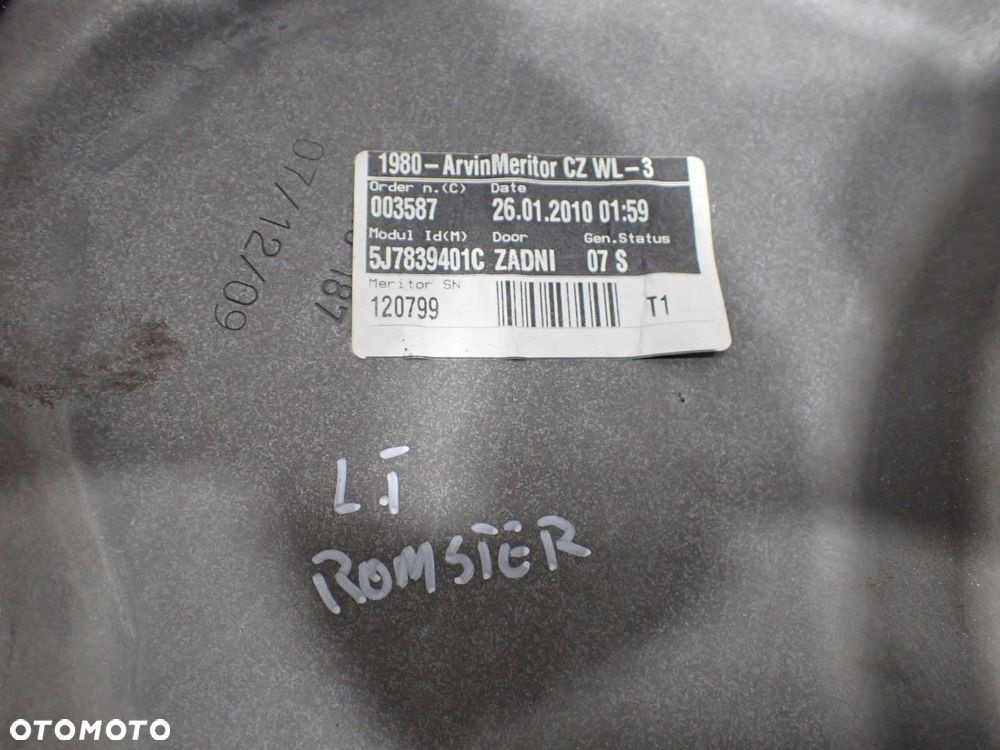 1980-ArvinMeritor CZ WL-3
Order n.(C) Date
003587 26.01.2010 01:59
Modul Id(M) Door Gen.Status
5J7839401C ZADNI 07 S
Meritor SN
120799 T1
07/12/09
187
LT
ROMSTER
OTOMOTO